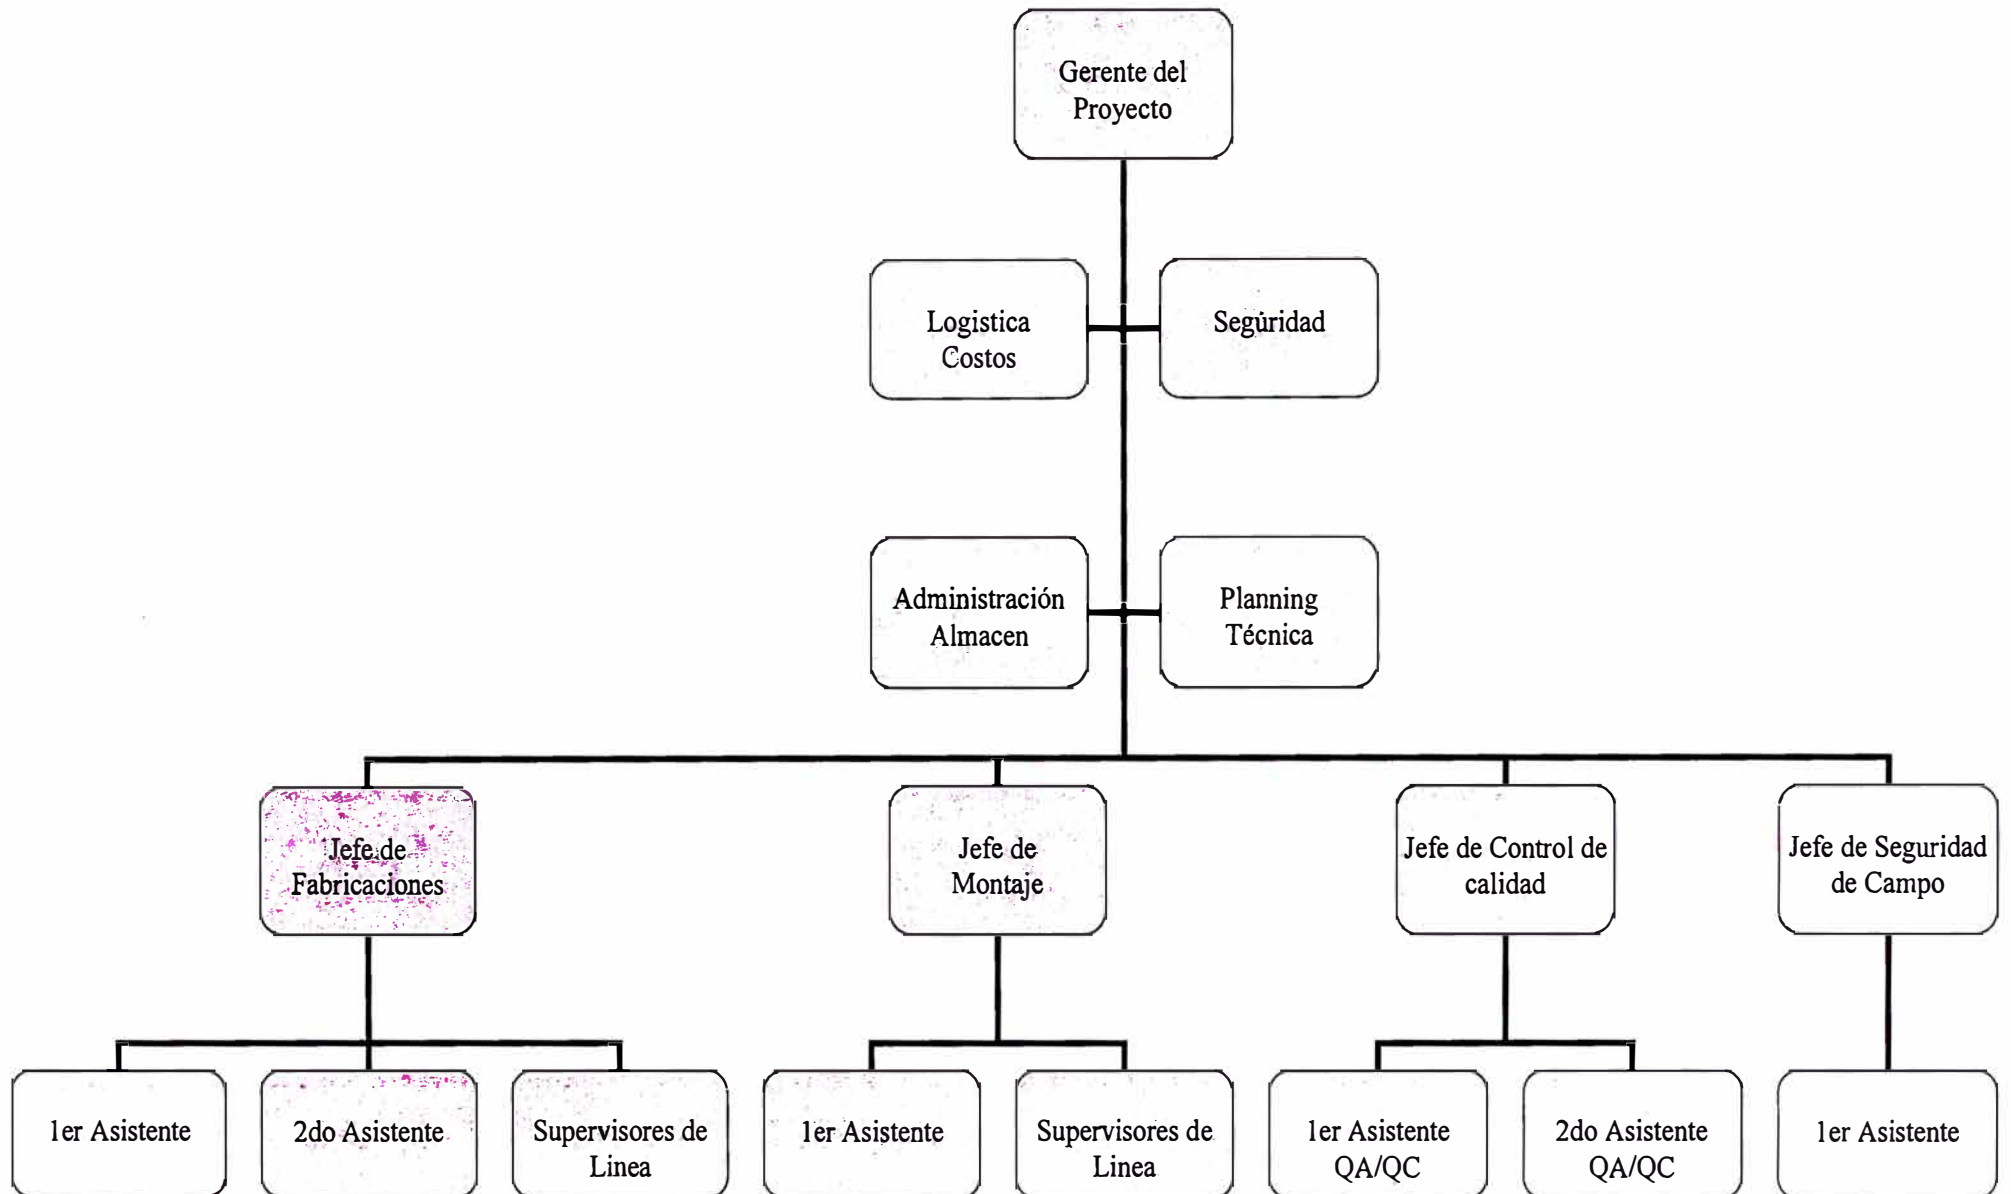 Gerente del
Proyecto
Logistica
Costos
Segúridad
Administración
Almacen
Planning
Técnica
Jefe de
Fabricaciones
Jefe de
Montaje
Jefe de Control de
calidad
Jefe de Seguridad
de Campo
1er Asistente
2do Asistente
Supervisores de
Linea
1er Asistente
Supervisores de
Linea
1er Asistente
QA/QC
2do Asistente
QA/QC
1er Asistente